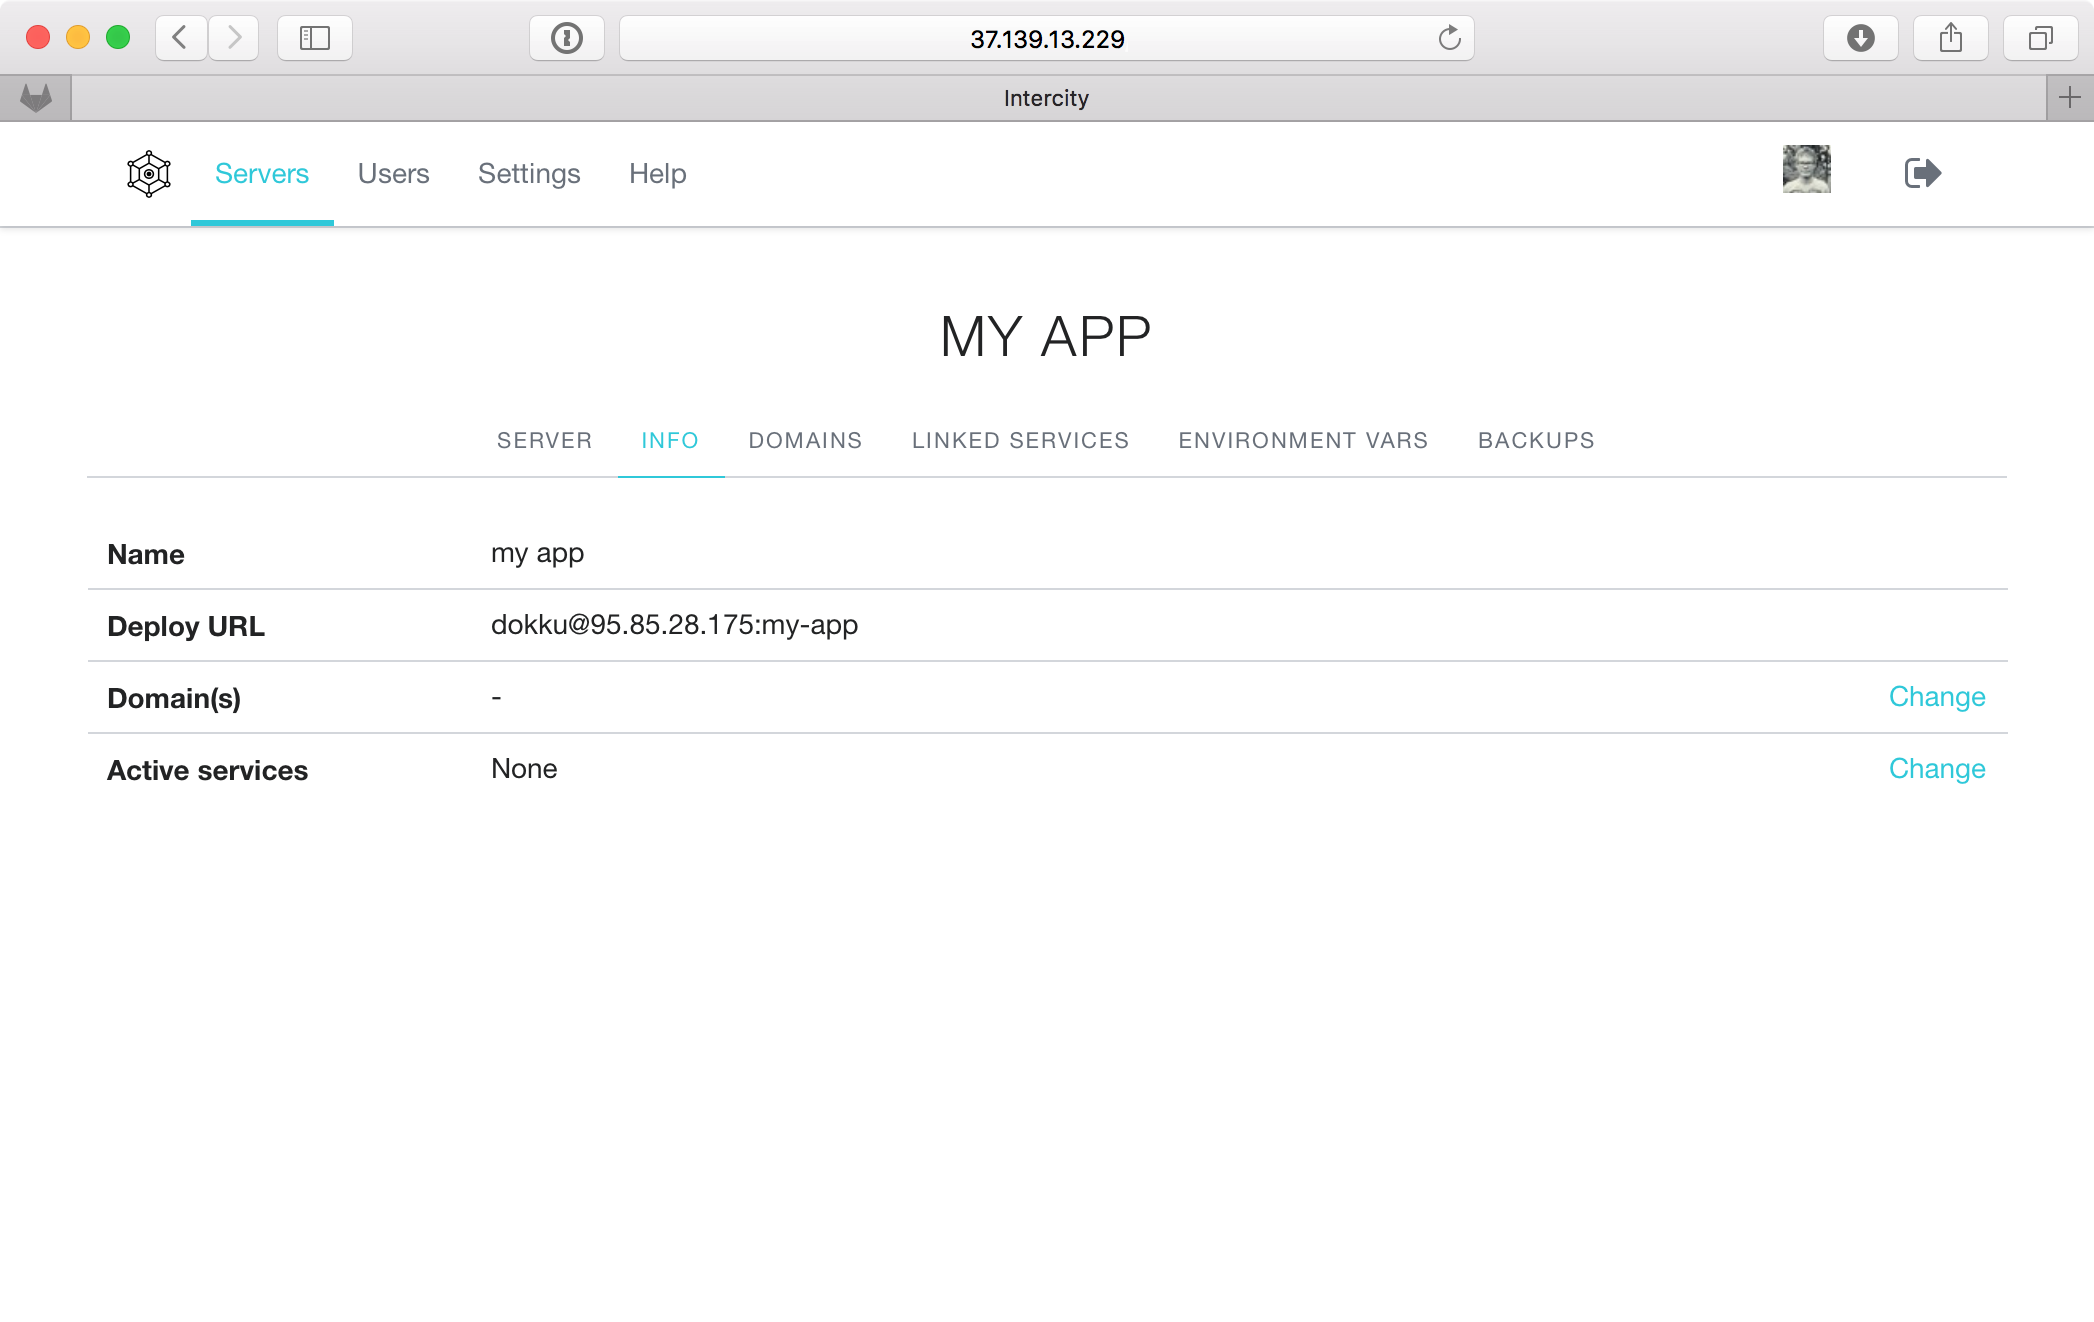 37.139.13.229
Intercity
Servers Users Settings Help
MY APP
SERVER INFO DOMAINS LINKED SERVICES ENVIRONMENT VARS BACKUPS
Name my app
Deploy URL dokku@95.85.28.175:my-app
Domain(s) - Change
Active services None Change